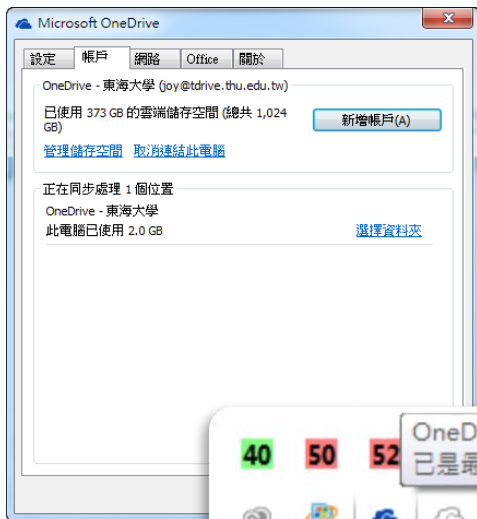 Microsoft OneDrive
設定 帳戶 網路 Office 關於
OneDrive - 東海大學 (joy@tdrive.thu.edu.tw)
已使用 373 GB 的雲端儲存空間 (總共 1,024
GB)
新增帳戶(A)
管理儲存空間 取消連結此電腦
正在同步處理 1 個位置
OneDrive - 東海大學
此電腦已使用 2.0 GB
選擇資料夾
40 50 52
OneD
已是最